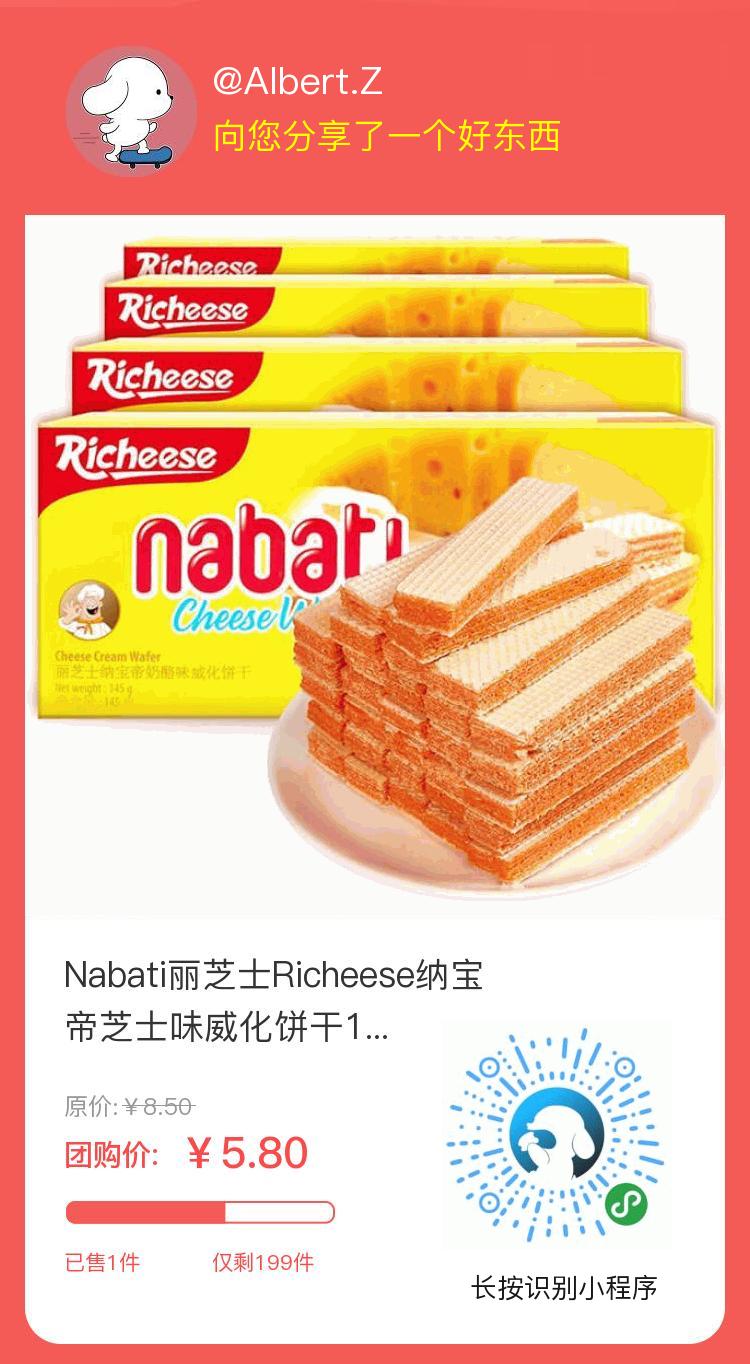 @Albert.Z
向您分享了一个好东西
Richeese
Richeese
Richeese
Richeese
nabati
Cheese
Cheese Cream Wafer
丽芝士纳宝帝奶酪味威化饼干
Net weight : 145 g
Nabati丽芝士Richeese纳宝
帝芝士味威化饼干1...
原价:￥8.50
团购价: ￥5.80
已售1件 仅剩199件
长按识别小程序